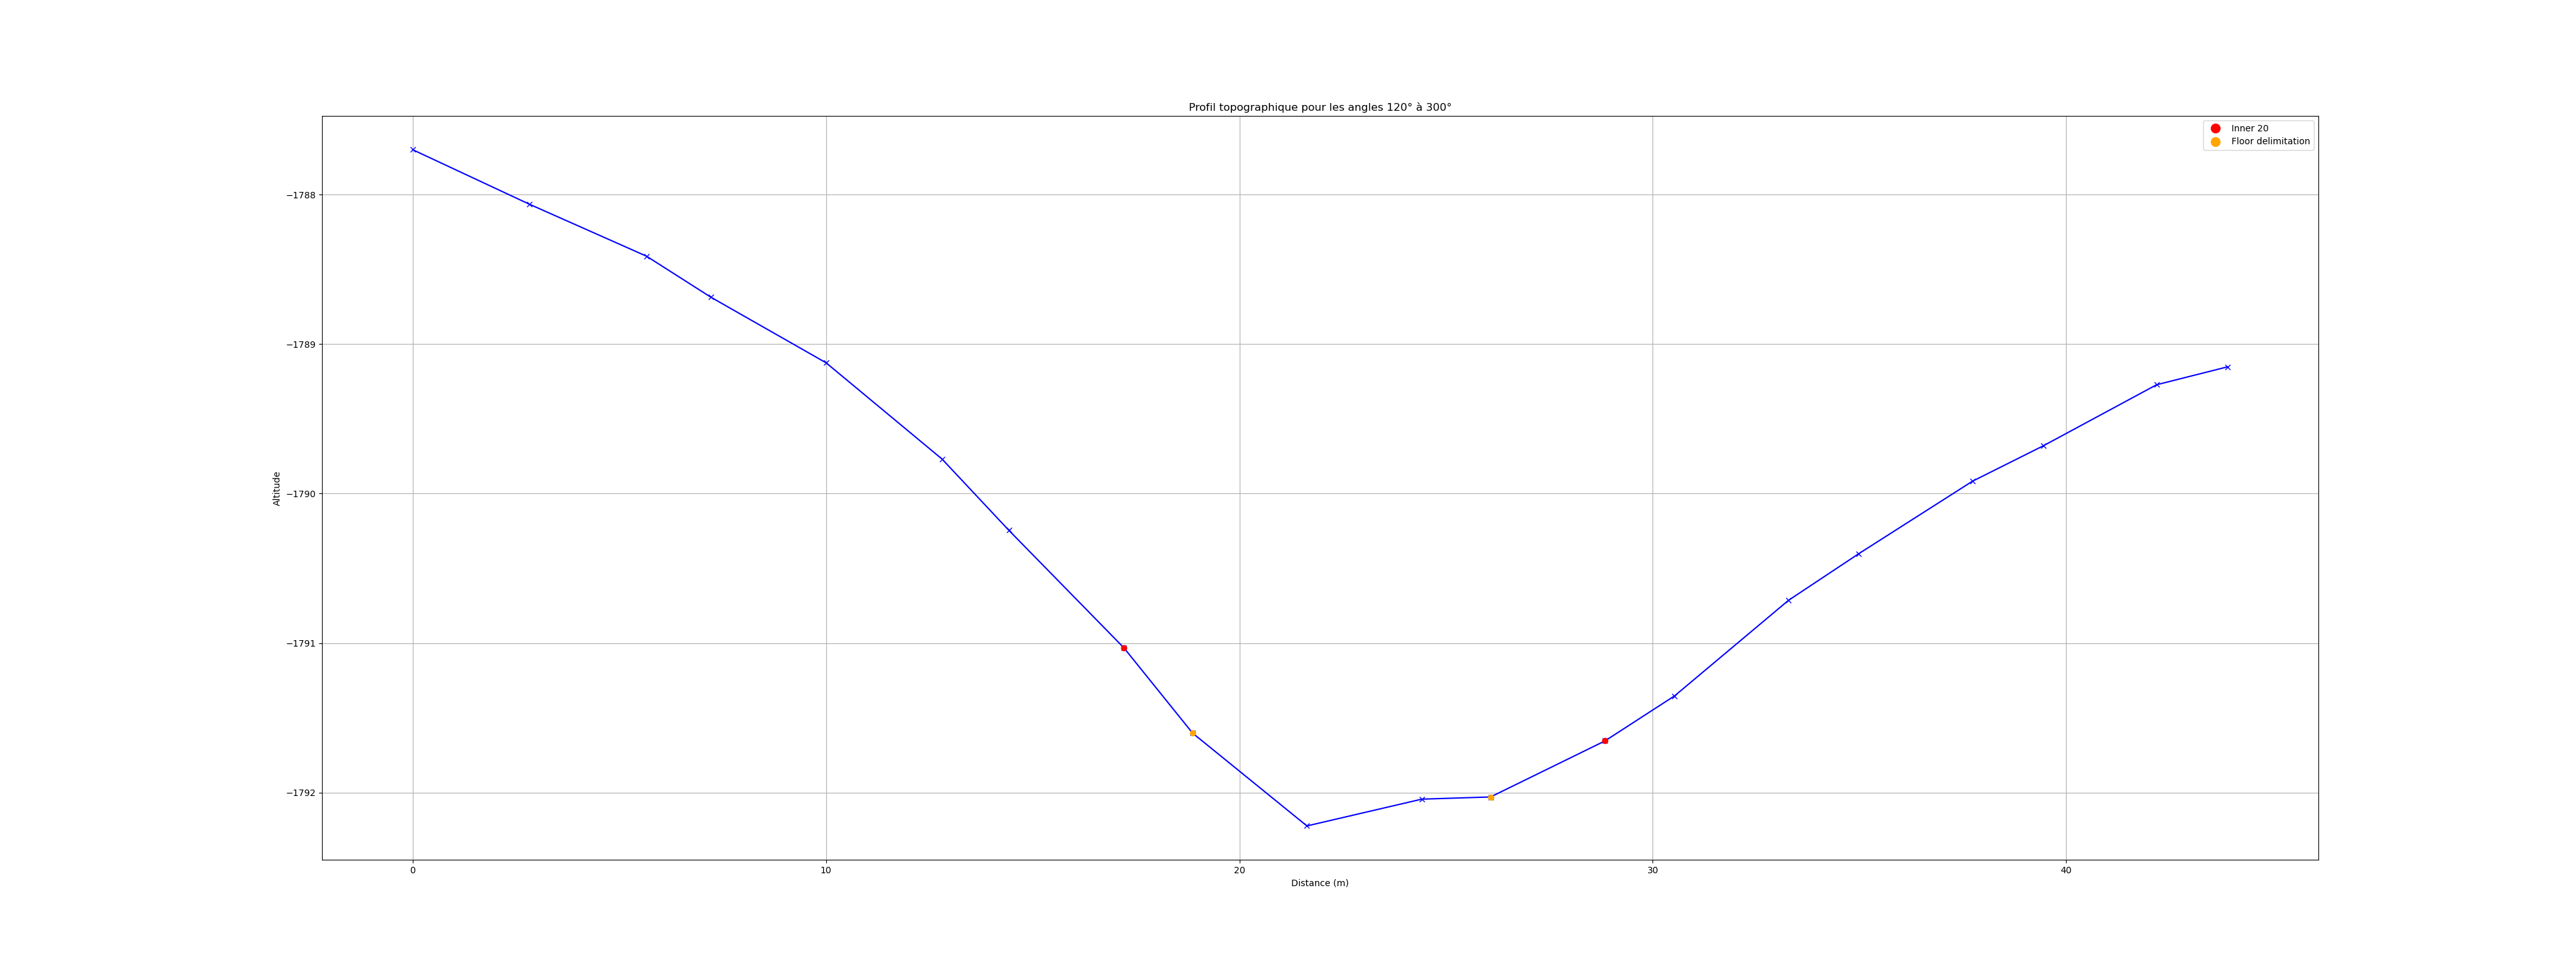 Profil topographique pour les angles 120° à 300°
Inner 20
Floor delimitation
−1788
−1789
−1790
−1791
−1792
Altitude
0 10 20 30 40
Distance (m)